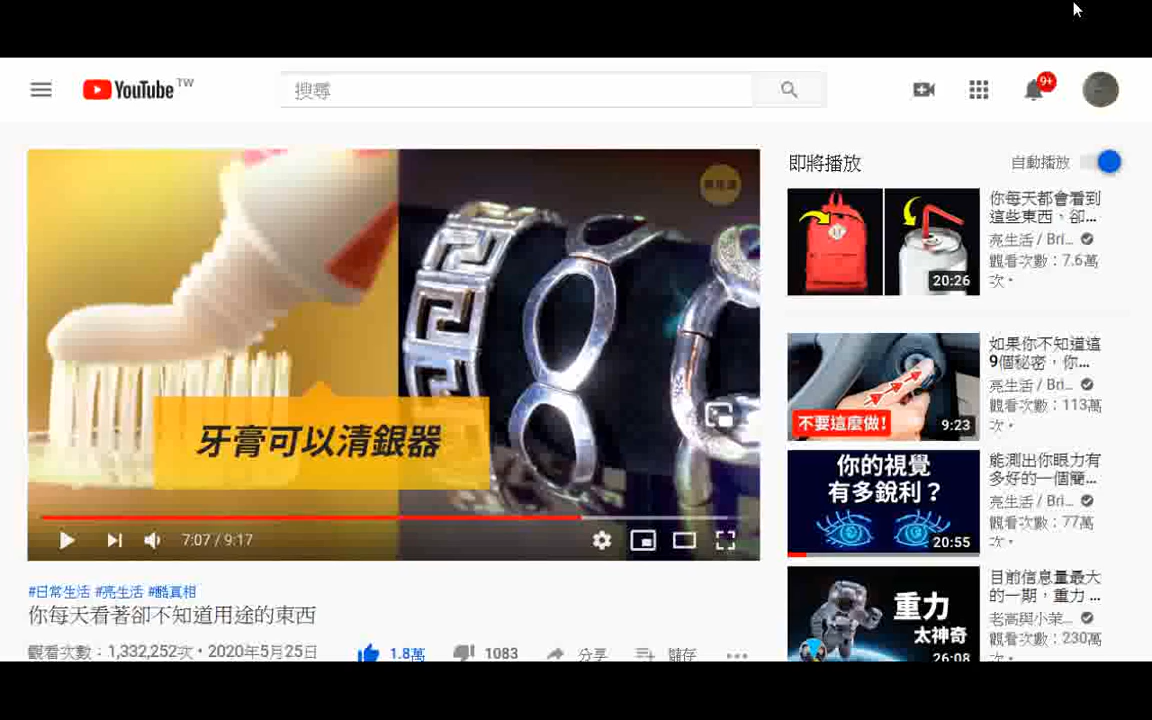 YouTube TW
搜尋
9+
牙膏可以清銀器
7:07 / 9:17
#日常生活 #亮生活 #酷真相
你每天看著卻不知道用途的東西
觀看次數：1,332,252次・2020年5月25日
1.8萬
1083
分享
儲存
即將播放
自動播放
20:26
你每天都會看到
這些東西，卻...
亮生活 / Bri...
觀看次數：7.6萬
次・
不要這麼做!
9:23
如果你不知道這
9個秘密，你...
亮生活 / Bri...
觀看次數：113萬
次・
你的視覺
有多銳利？
20:55
能測出你眼力有
多好的一個簡...
亮生活 / Bri...
觀看次數：77萬
次・
重力
太神奇
26:08
目前信息量最大
的一期，重力 ...
老高與小茉...
觀看次數：230萬